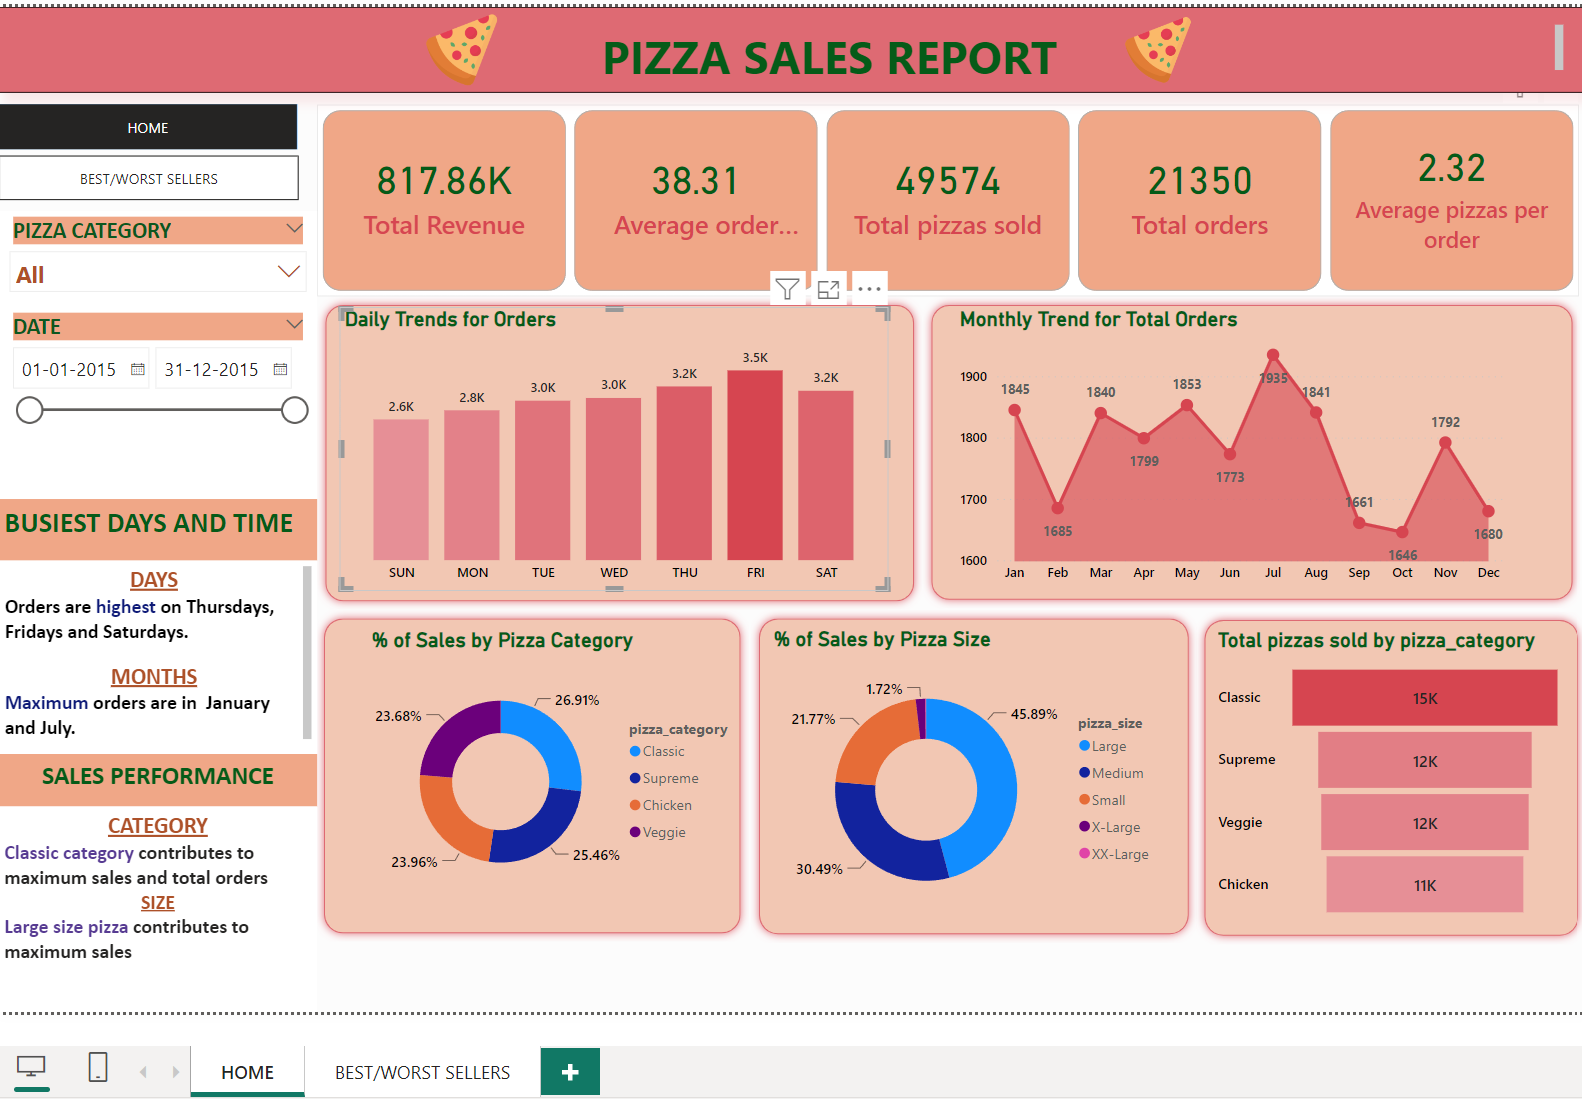 PIZZA SALES REPORT
HOME
BEST/WORST SELLERS
PIZZA CATEGORY
All
DATE
01-01-2015
31-12-2015
BUSIEST DAYS AND TIME
DAYS
Orders are highest on Thursdays,
Fridays and Saturdays.
MONTHS
Maximum orders are in January
and July.
SALES PERFORMANCE
CATEGORY
Classic category contributes to
maximum sales and total orders
SIZE
Large size pizza contributes to
maximum sales
817.86K
Total Revenue
38.31
Average order...
49574
Total pizzas sold
21350
Total orders
2.32
Average pizzas per
order
Daily Trends for Orders
2.6K
2.8K
3.0K
3.0K
3.2K
3.5K
3.2K
SUN
MON
TUE
WED
THU
FRI
SAT
Monthly Trend for Total Orders
1900
1800
1700
1600
1845
1685
1840
1799
1853
1773
1935
1841
1661
1646
1792
1680
Jan
Feb
Mar
Apr
May
Jun
Jul
Aug
Sep
Oct
Nov
Dec
% of Sales by Pizza Category
26.91%
25.46%
23.96%
23.68%
pizza_category
Classic
Supreme
Chicken
Veggie
% of Sales by Pizza Size
1.72%
45.89%
30.49%
21.77%
pizza_size
Large
Medium
Small
X-Large
XX-Large
Total pizzas sold by pizza_category
Classic
15K
Supreme
12K
Veggie
12K
Chicken
11K
HOME
BEST/WORST SELLERS